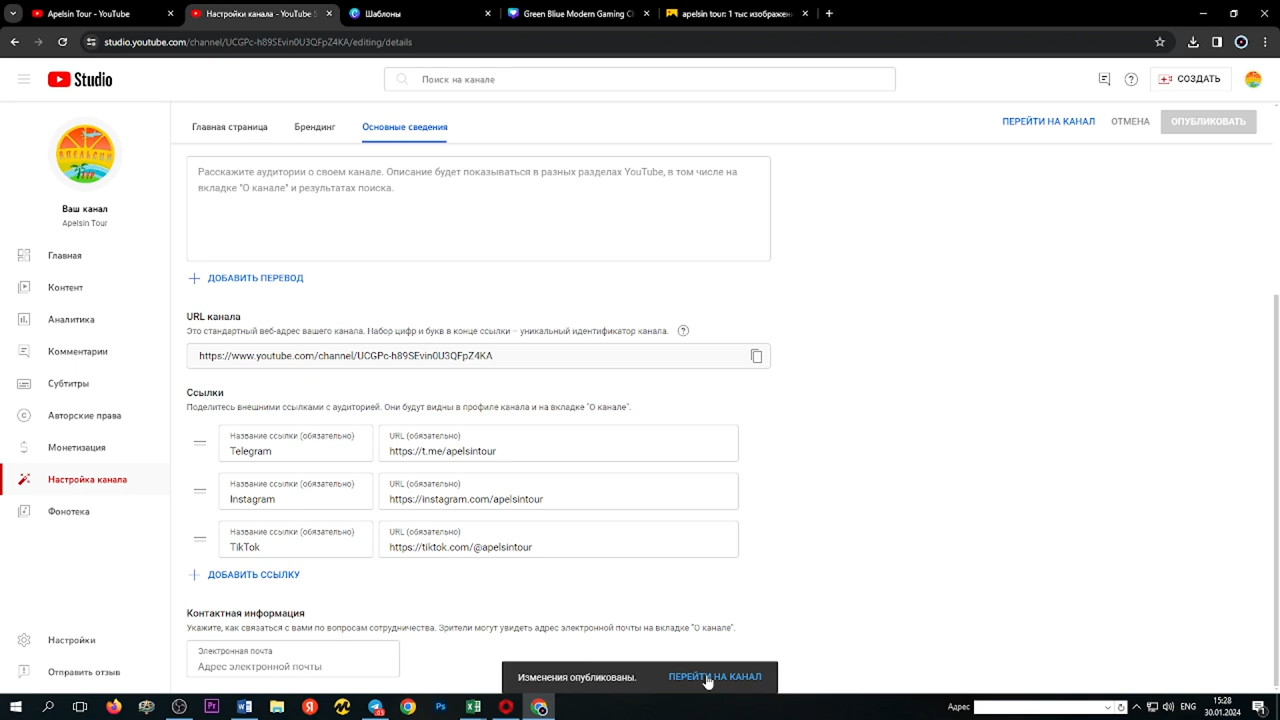 Apelsin Tour - YouTube
Настройки канала - YouTube S
Шаблоны
Green Blue Modern Gaming C
apelsin tour: 1 тыс изображен
studio.youtube.com/channel/UCGPc-h89SEvin0U3QFpZ4KA/editing/details
Studio
Поиск на канале
СОЗДАТЬ
Главная страница
Брендинг
Основные сведения
ПЕРЕЙТИ НА КАНАЛ
ОТМЕНА
ОПУБЛИКОВАТЬ
АПЕЛЬСИН
Ваш канал
Apelsin Tour
Главная
Контент
Аналитика
Комментарии
Субтитры
Авторские права
Монетизация
Настройка канала
Фонотека
Настройки
Отправить отзыв
Расскажите аудитории о своем канале. Описание будет показываться в разных разделах YouTube, в том числе на
вкладке "О канале" и результатах поиска.
ДОБАВИТЬ ПЕРЕВОД
URL канала
Это стандартный веб-адрес вашего канала. Набор цифр и букв в конце ссылки – уникальный идентификатор канала.
https://www.youtube.com/channel/UCGPc-h89SEvin0U3QFpZ4KA
Ссылки
Поделитесь внешними ссылками с аудиторией. Они будут видны в профиле канала и на вкладке "О канале".
Название ссылки (обязательно)
Telegram
URL (обязательно)
https://t.me/apelsintour
Название ссылки (обязательно)
Instagram
URL (обязательно)
https://instagram.com/apelsintour
Название ссылки (обязательно)
TikTok
URL (обязательно)
https://tiktok.com/@apelsintour
ДОБАВИТЬ ССЫЛКУ
Контактная информация
Укажите, как связаться с вами по вопросам сотрудничества. Зрители могут увидеть адрес электронной почты на вкладке "О канале".
Электронная почта
Адрес электронной почты
Изменения опубликованы.
ПЕРЕЙТИ НА КАНАЛ
Адрес
ENG
15:28
30.01.2024